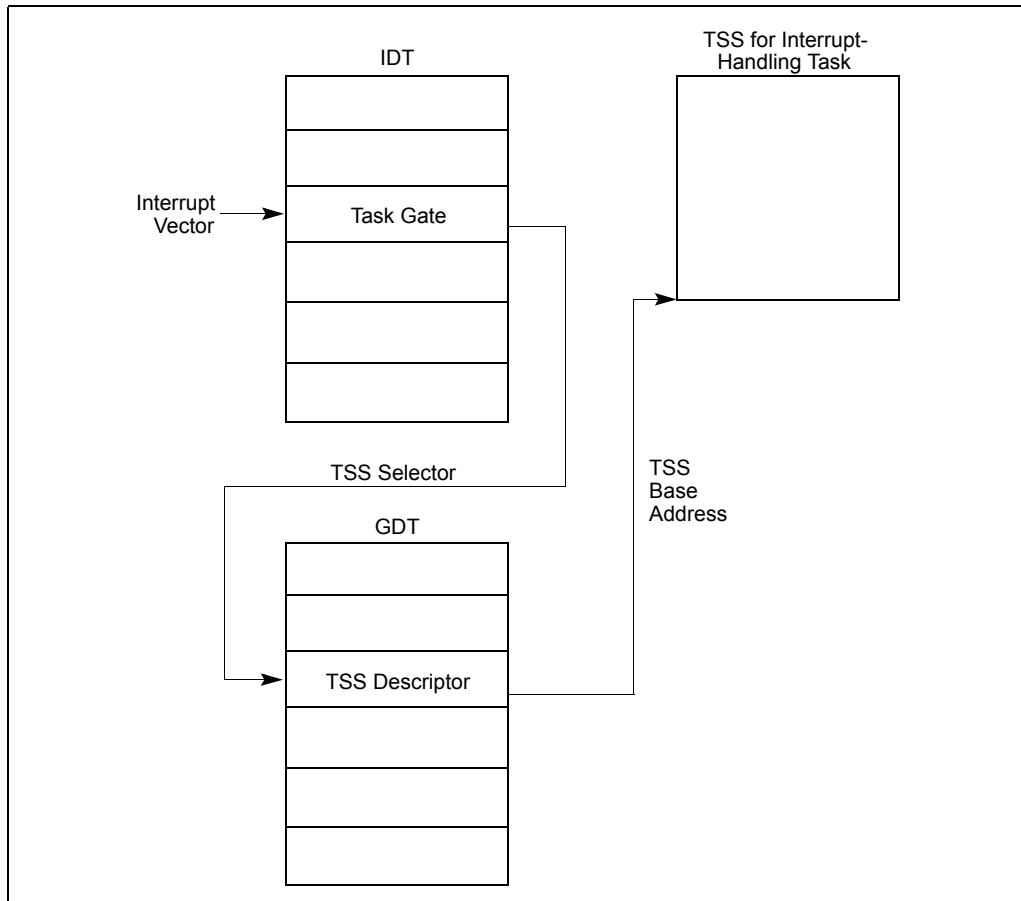 TSS for Interrupt-
Handling Task
IDT
Interrupt
Vector
Task Gate
TSS Selector
TSS
Base
Address
GDT
TSS Descriptor